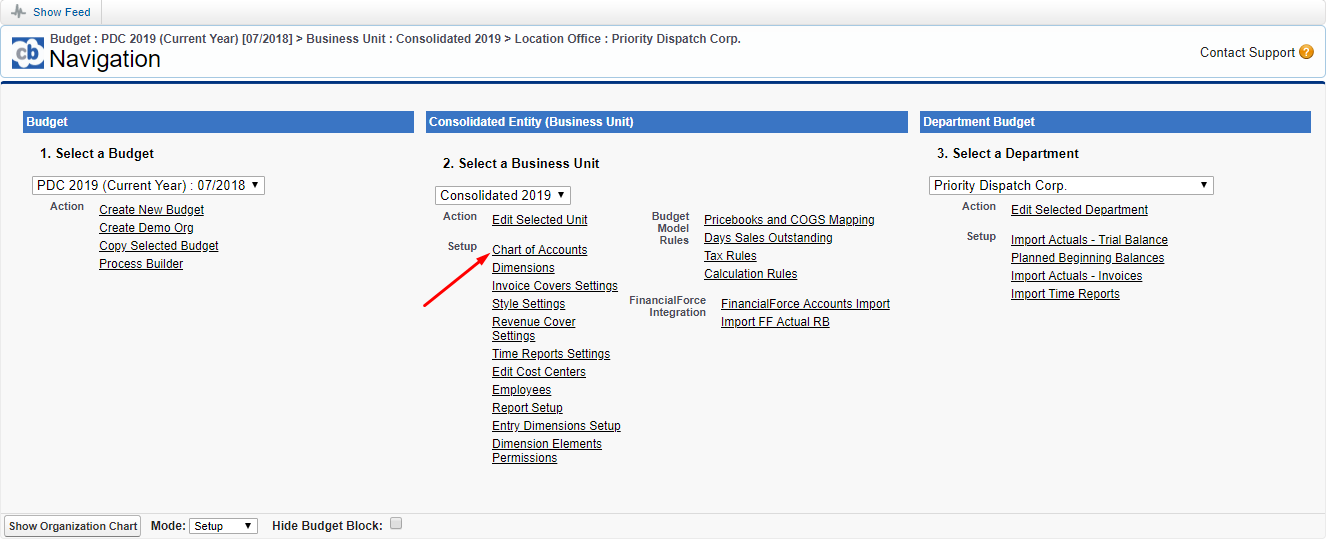 Show Feed
Budget : PDC 2019 (Current Year) [07/2018] > Business Unit : Consolidated 2019 > Location Office : Priority Dispatch Corp.
cb
Navigation
Contact Support ?
Budget
1. Select a Budget
PDC 2019 (Current Year) : 07/2018
Action
Create New Budget
Create Demo Org
Copy Selected Budget
Process Builder
Consolidated Entity (Business Unit)
2. Select a Business Unit
Consolidated 2019
Action
Edit Selected Unit
Setup
Chart of Accounts
Dimensions
Invoice Covers Settings
Style Settings
Revenue Cover
Settings
Time Reports Settings
Edit Cost Centers
Employees
Report Setup
Entry Dimensions Setup
Dimension Elements
Permissions
Budget
Model
Rules
Pricebooks and COGS Mapping
Days Sales Outstanding
Tax Rules
Calculation Rules
FinancialForce
Integration
FinancialForce Accounts Import
Import FF Actual RB
Department Budget
3. Select a Department
Priority Dispatch Corp.
Action
Edit Selected Department
Setup
Import Actuals - Trial Balance
Planned Beginning Balances
Import Actuals - Invoices
Import Time Reports
Show Organization Chart
Mode: Setup
Hide Budget Block: